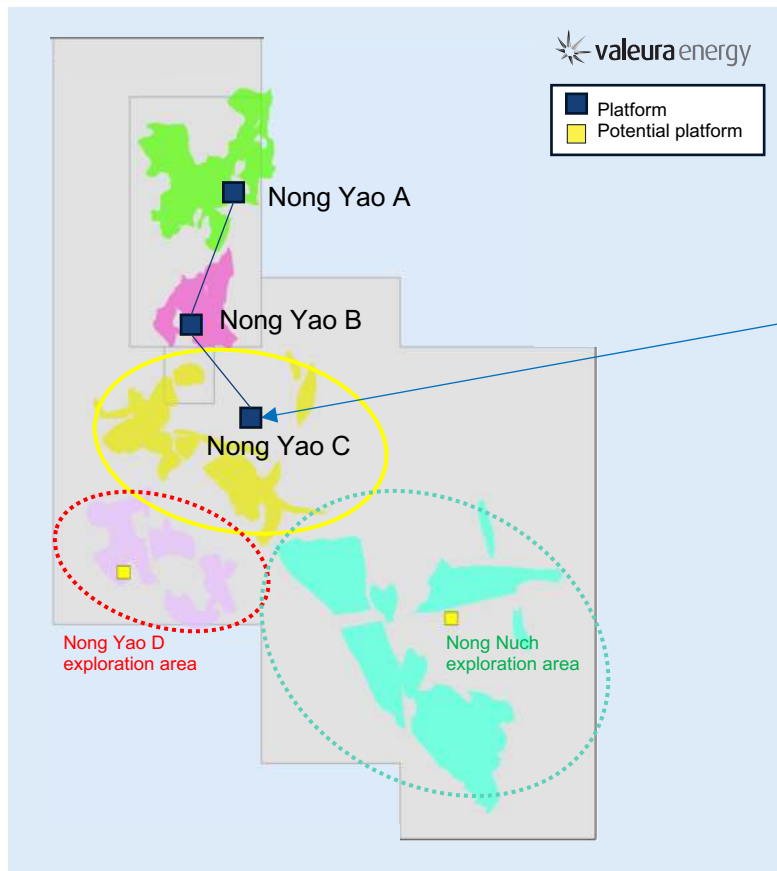 valeura energy
Platform
Potential platform
Nong Yao A
Nong Yao B
Nong Yao C
Nong Yao D
exploration area
Nong Nuch
exploration area